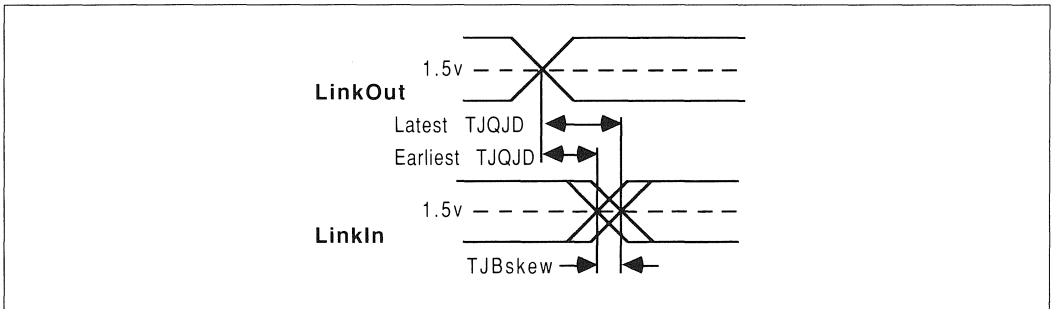 1.5v
LinkOut
Latest TJQJD
Earliest TJQJD
1.5v
LinkIn
TJBskew